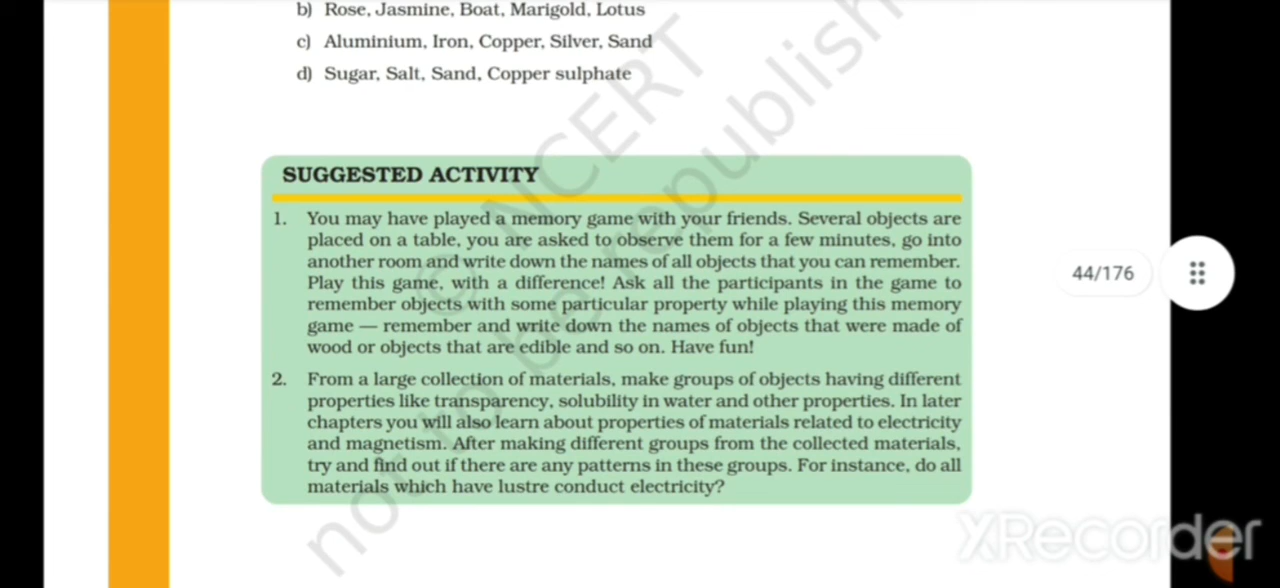 b) Rose, Jasmine, Boat, Marigold, Lotus
c) Aluminium, Iron, Copper, Silver, Sand
d) Sugar, Salt, Sand, Copper sulphate
SUGGESTED ACTIVITY
1. You may have played a memory game with your friends. Several objects are
placed on a table, you are asked to observe them for a few minutes, go into
another room and write down the names of all objects that you can remember.
Play this game, with a difference! Ask all the participants in the game to
remember objects with some particular property while playing this memory
game — remember and write down the names of objects that were made of
wood or objects that are edible and so on. Have fun!
2. From a large collection of materials, make groups of objects having different
properties like transparency, solubility in water and other properties. In later
chapters you will also learn about properties of materials related to electricity
and magnetism. After making different groups from the collected materials,
try and find out if there are any patterns in these groups. For instance, do all
materials which have lustre conduct electricity?
44/176
© NCERT
not to be republish
XRecorder